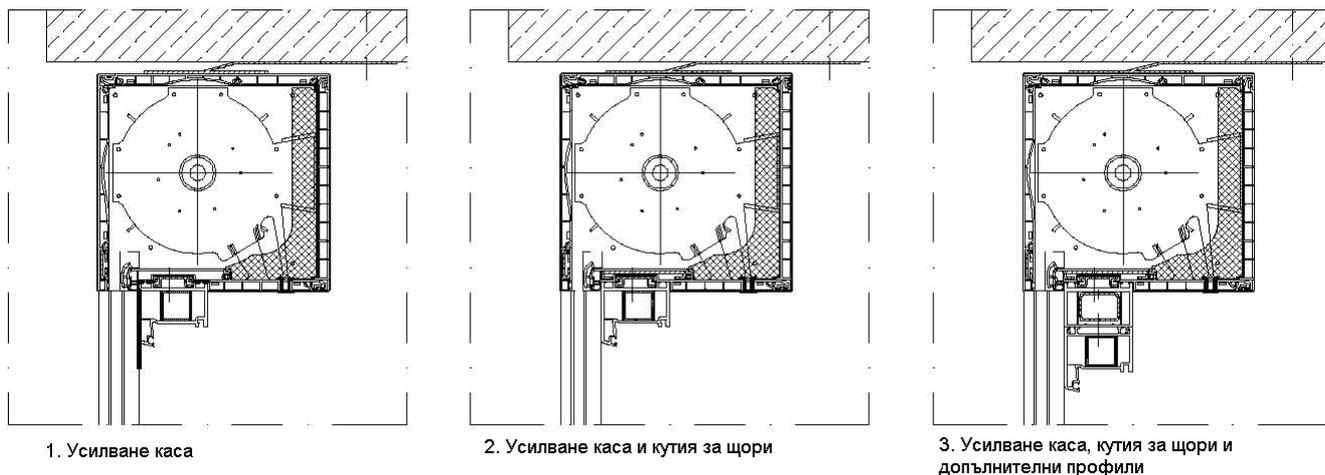 1. Усилване каса
2. Усилване каса и кутия за щори
3. Усилване каса, кутия за щори и
допълнителни профили